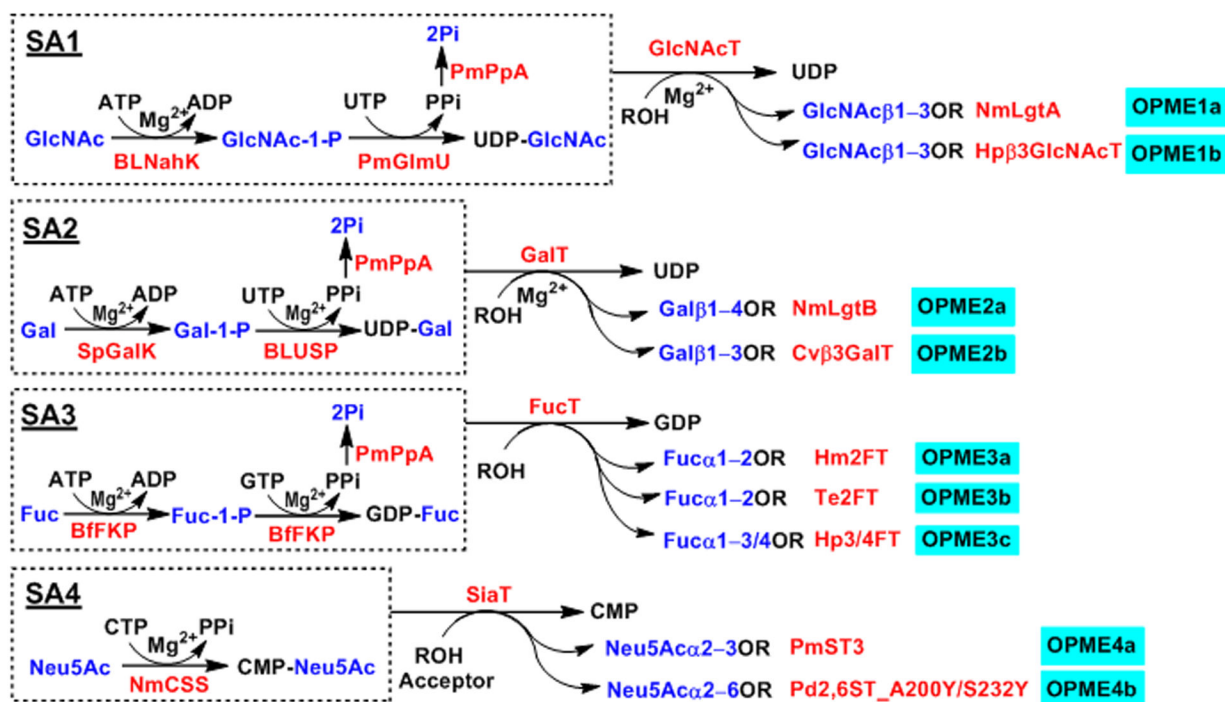 SA1
2Pi
PmPpA
ATP Mg2+ ADP UTP PPi
GlcNAc GlcNAc-1-P UDP-GlcNAc
BLNahK PmGlmU
GlcNAcT
UDP
ROH Mg2+
GlcNAcβ1–3OR NmLgtA OPME1a
GlcNAcβ1–3OR Hpβ3GlcNAcT OPME1b
SA2
2Pi
PmPpA
ATP Mg2+ ADP UTP Mg2+ PPi
Gal Gal-1-P UDP-Gal
SpGalK BLUSP
GalT
UDP
ROH Mg2+
Galβ1–4OR NmLgtB OPME2a
Galβ1–3OR Cvβ3GalT OPME2b
SA3
2Pi
PmPpA
ATP Mg2+ ADP GTP Mg2+ PPi
Fuc Fuc-1-P GDP-Fuc
BfFKP BfFKP
FucT
GDP
ROH
Fucα1–2OR Hm2FT OPME3a
Fucα1–2OR Te2FT OPME3b
Fucα1–3/4OR Hp3/4FT OPME3c
SA4
CTP Mg2+ PPi
Neu5Ac CMP-Neu5Ac
NmCSS
SiaT
CMP
ROH
Acceptor
Neu5Acα2–3OR PmST3 OPME4a
Neu5Acα2–6OR Pd2,6ST_A200Y/S232Y OPME4b